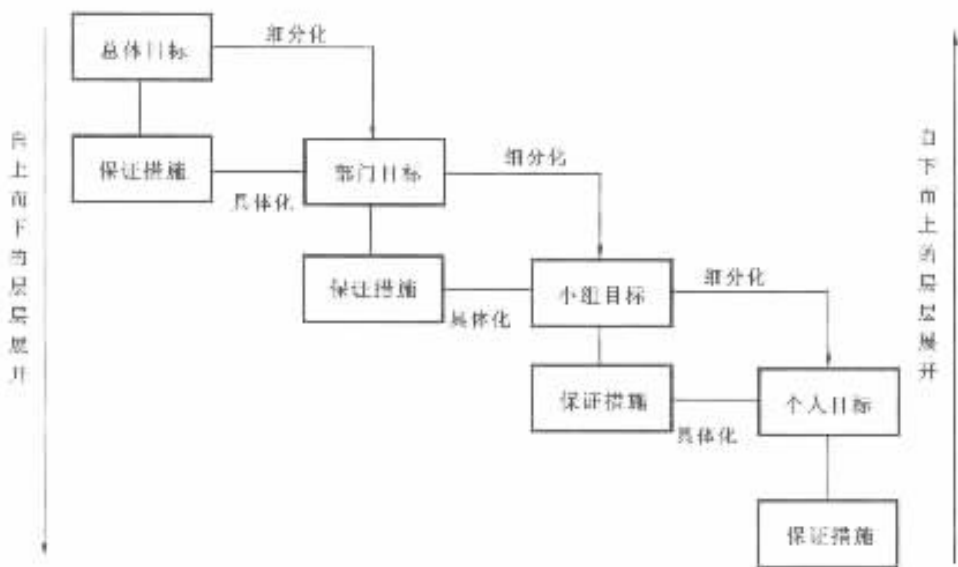 总体目标
细分化
自上而下的层层展开
自下而上的层层展开
保证措施
具体化
部门目标
细分化
保证措施
具体化
小组目标
细分化
保证措施
具体化
个人目标
保证措施